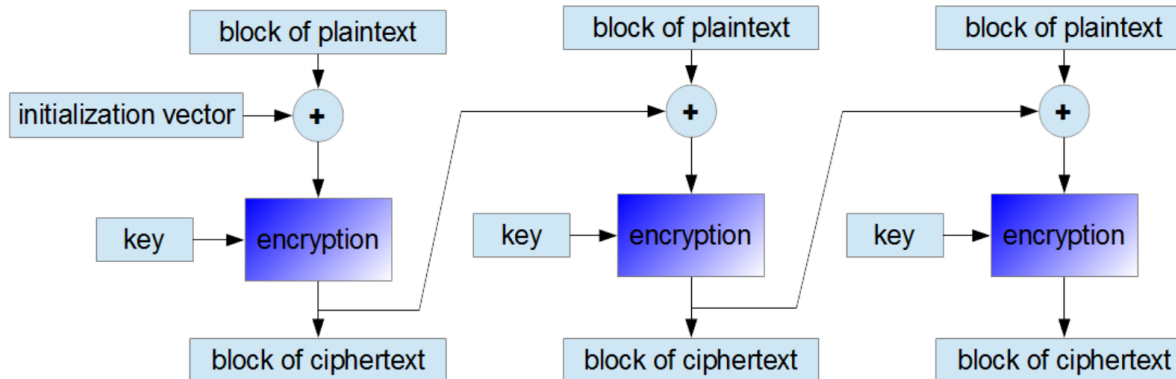 block of plaintext
block of plaintext
block of plaintext
initialization vector
+
+
+
key
encryption
key
encryption
key
encryption
block of ciphertext
block of ciphertext
block of ciphertext